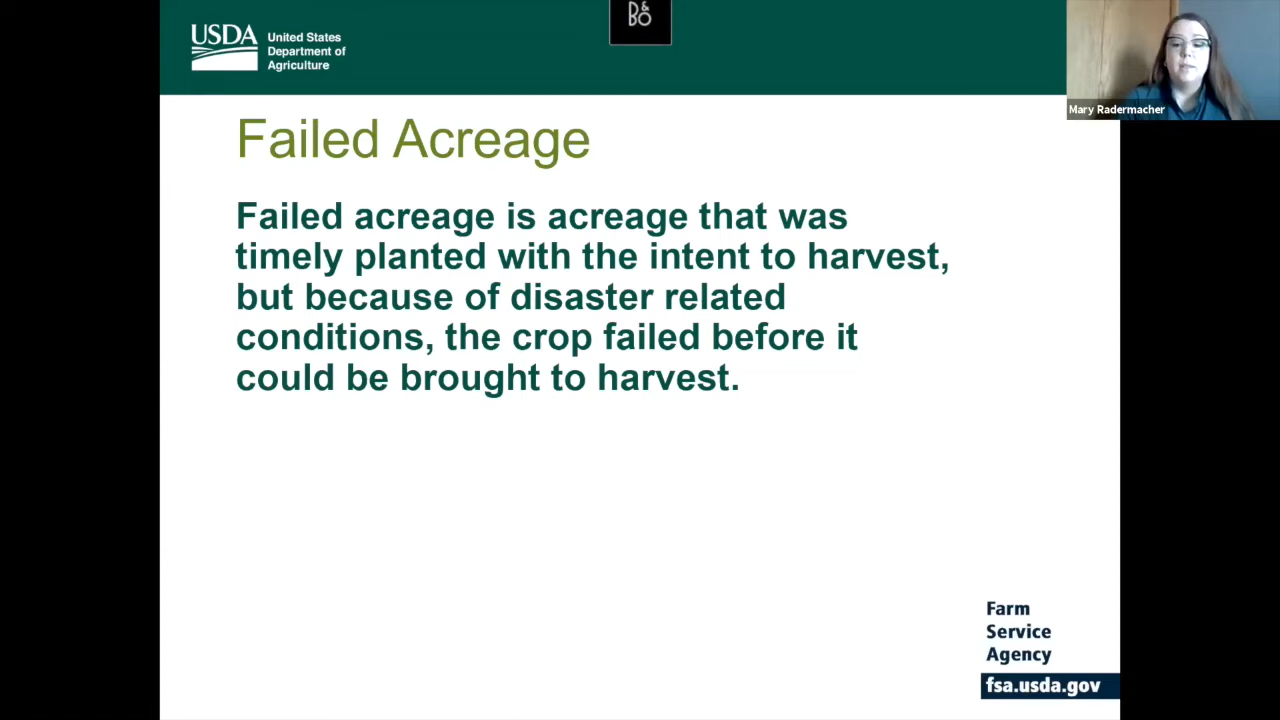 USDA
United States
Department of
Agriculture
D&
BO
Mary Radermacher
Failed Acreage
Failed acreage is acreage that was
timely planted with the intent to harvest,
but because of disaster related
conditions, the crop failed before it
could be brought to harvest.
Farm
Service
Agency
fsa.usda.gov